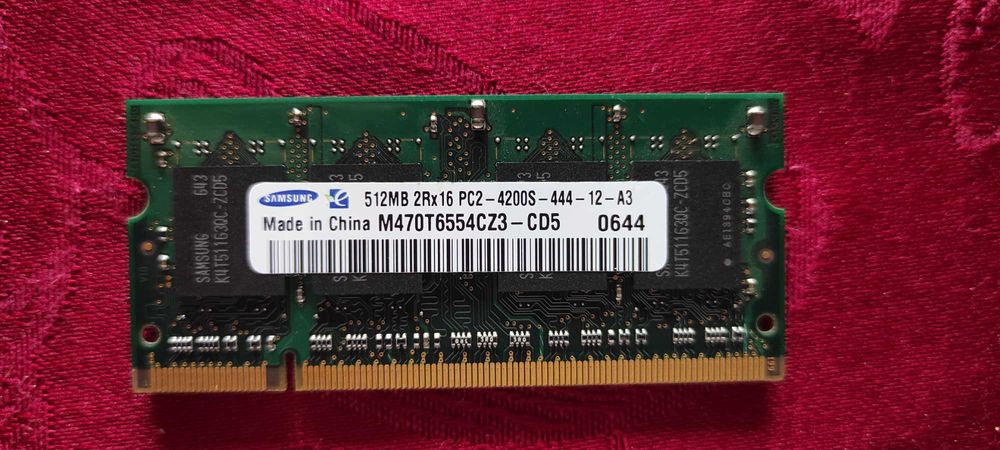 SAMSUNG
512MB 2Rx16 PC2-4200S-444-12-A3
Made in China M470T6554CZ3-CD5 0644
SAMSUNG 643
K4T51163QC-ZCD5
K4T51163QC-ZCD5